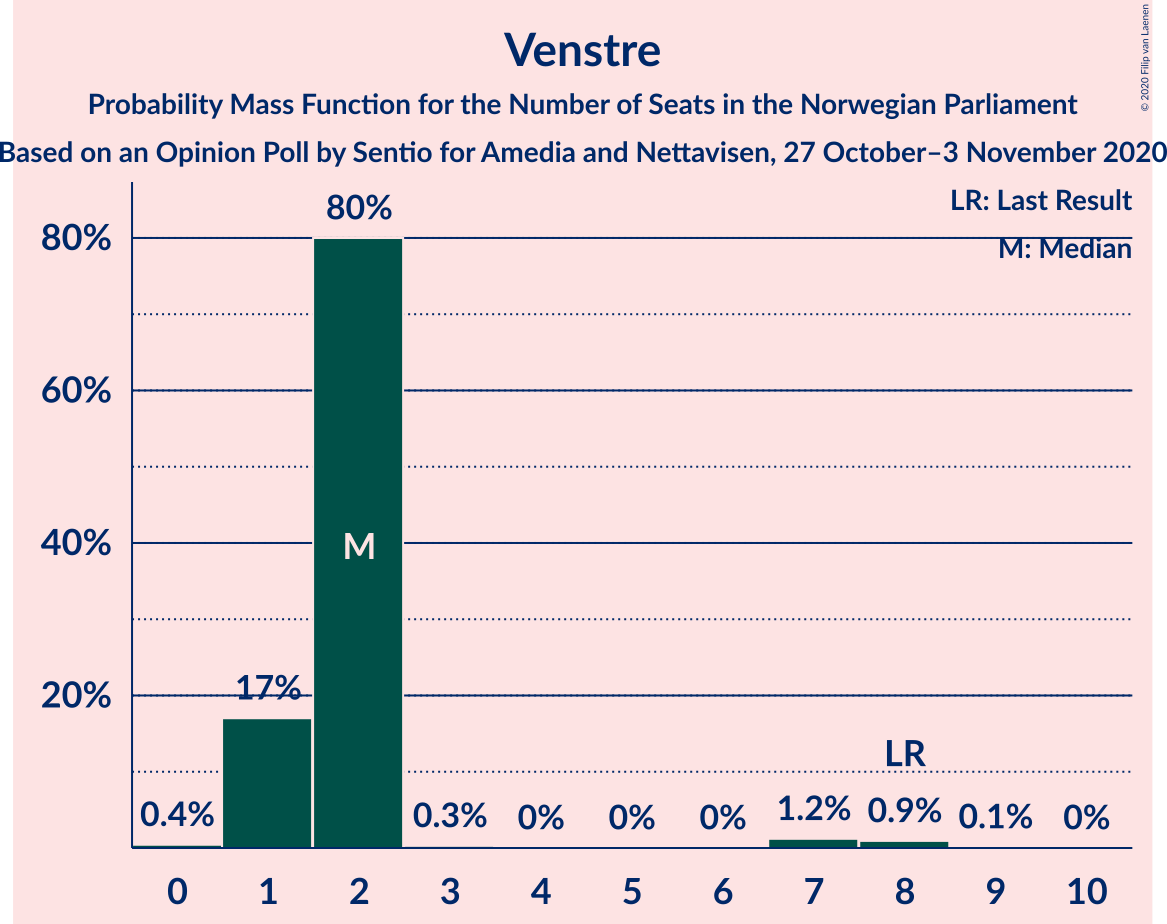 Venstre
Probability Mass Function for the Number of Seats in the Norwegian Parliament
Based on an Opinion Poll by Sentio for Amedia and Nettavisen, 27 October–3 November 2020
© 2020 Filip van Laenen
LR: Last Result
M: Median
80%
60%
40%
20%
0.4%
17%
80%
M
0.3%
0%
0%
0%
1.2%
LR
0.9%
0.1%
0%
0 1 2 3 4 5 6 7 8 9 10